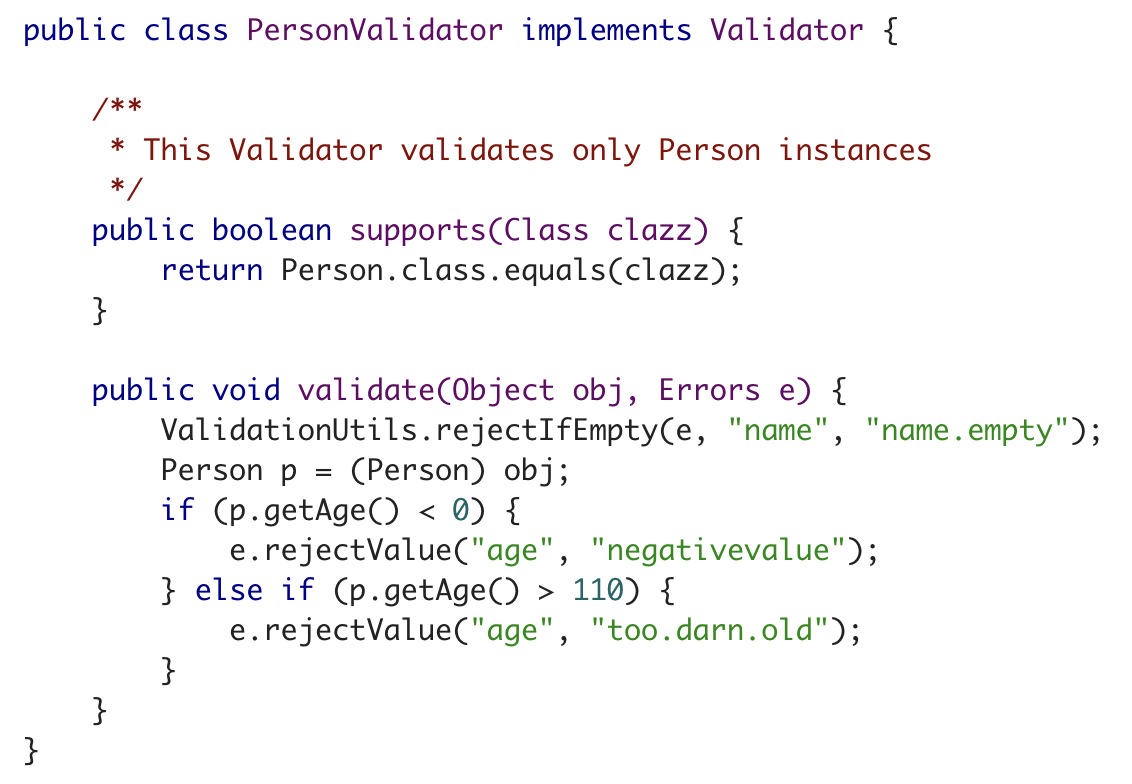 public class PersonValidator implements Validator {

    /**
     * This Validator validates only Person instances
     */
    public boolean supports(Class clazz) {
        return Person.class.equals(clazz);
    }

    public void validate(Object obj, Errors e) {
        ValidationUtils.rejectIfEmpty(e, "name", "name.empty");
        Person p = (Person) obj;
        if (p.getAge() < 0) {
            e.rejectValue("age", "negativevalue");
        } else if (p.getAge() > 110) {
            e.rejectValue("age", "too.darn.old");
        }
    }
}